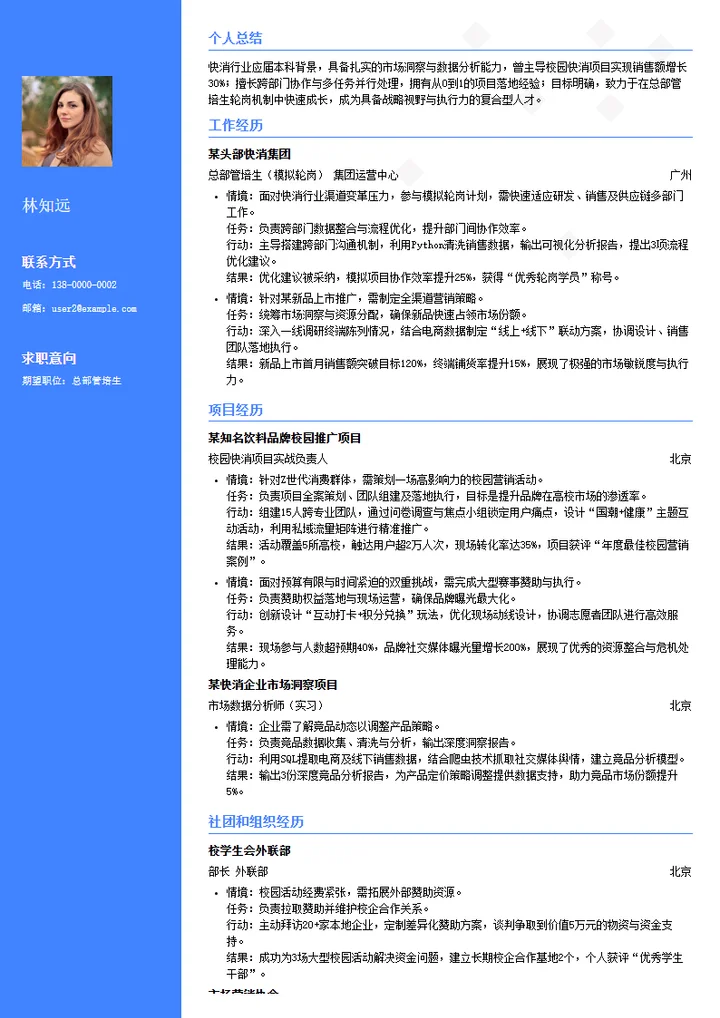 林知远
联系方式
电话：138-0000-0002
邮箱：user2@example.com
求职意向
期望职位：总部管培生
个人总结
快消行业应届本科背景，具备扎实的市场洞察与数据分析能力，曾主导校园快消项目实现销售额增长
30%；擅长跨部门协作与多任务并行处理，拥有从0到1的项目落地经验；目标明确，致力于在总部管
培生轮岗机制中快速成长，成为具备战略视野与执行力的复合型人才。
工作经历
某头部快消集团
总部管培生（模拟轮岗） 集团运营中心 广州
• 情境：面对快消行业渠道变革压力，参与模拟轮岗计划，需快速适应研发、销售及供应链多部门
工作。
任务：负责跨部门数据整合与流程优化，提升部门间协作效率。
行动：主导搭建跨部门沟通机制，利用Python清洗销售数据，输出可视化分析报告，提出3项流程
优化建议。
结果：优化建议被采纳，模拟项目协作效率提升25%，获得“优秀轮岗学员”称号。
• 情境：针对某新品上市推广，需制定全渠道营销策略。
任务：统筹市场洞察与资源分配，确保新品快速占领市场份额。
行动：深入一线调研终端陈列情况，结合电商数据制定“线上+线下”联动方案，协调设计、销售
团队落地执行。
结果：新品上市首月销售额突破目标120%，终端铺货率提升15%，展现了极强的市场敏锐度与执行
力。
项目经历
某知名饮料品牌校园推广项目
校园快消项目实战负责人 北京
• 情境：针对Z世代消费群体，需策划一场高影响力的校园营销活动。
任务：负责项目全案策划、团队组建及落地执行，目标是提升品牌在高校市场的渗透率。
行动：组建15人跨专业团队，通过问卷调查与焦点小组锁定用户痛点，设计“国潮+健康”主题互
动活动，利用私域流量矩阵进行精准推广。
结果：活动覆盖5所高校，触达用户超2万人次，现场转化率达35%，项目获评“年度最佳校园营销
案例”。
• 情境：面对预算有限与时间紧迫的双重挑战，需完成大型赛事赞助与执行。
任务：负责赞助权益落地与现场运营，确保品牌曝光最大化。
行动：创新设计“互动打卡+积分兑换”玩法，优化现场动线设计，协调志愿者团队进行高效服
务。
结果：现场参与人数超预期40%，品牌社交媒体曝光量增长200%，展现了优秀的资源整合与危机处
理能力。
某快消企业市场洞察项目
市场数据分析师（实习） 北京
• 情境：企业需了解竞品动态以调整产品策略。
任务：负责竞品数据收集、清洗与分析，输出深度洞察报告。
行动：利用SQL提取电商及线下销售数据，结合爬虫技术抓取社交媒体舆情，建立竞品分析模型。
结果：输出3份深度竞品分析报告，为产品定价策略调整提供数据支持，助力竞品市场份额提升
5%。
社团和组织经历
校学生会外联部
部长 外联部 北京
• 情境：校园活动经费紧张，需拓展外部赞助资源。
任务：负责拉取赞助并维护校企合作关系。
行动：主动拜访20+家本地企业，定制差异化赞助方案，谈判争取到价值5万元的物资与资金支
持。
结果：成功为3场大型校园活动解决资金问题，建立长期校企合作基地2个，个人获评“优秀学生
干部”。